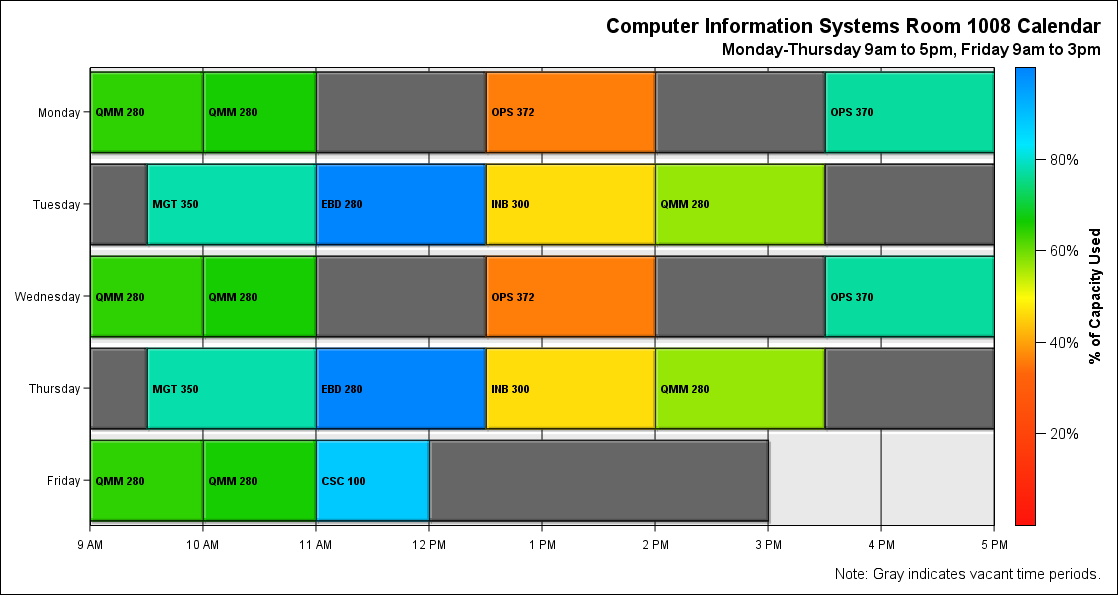 Computer Information Systems Room 1008 Calendar
Monday-Thursday 9am to 5pm, Friday 9am to 3pm
Monday QMM 280 QMM 280 OPS 372 OPS 370
Tuesday MGT 350 EBD 280 INB 300 QMM 280
Wednesday QMM 280 QMM 280 OPS 372 OPS 370
Thursday MGT 350 EBD 280 INB 300 QMM 280
Friday QMM 280 QMM 280 CSC 100
9 AM 10 AM 11 AM 12 PM 1 PM 2 PM 3 PM 4 PM 5 PM
80%
60%
40%
20%
% of Capacity Used
Note: Gray indicates vacant time periods.